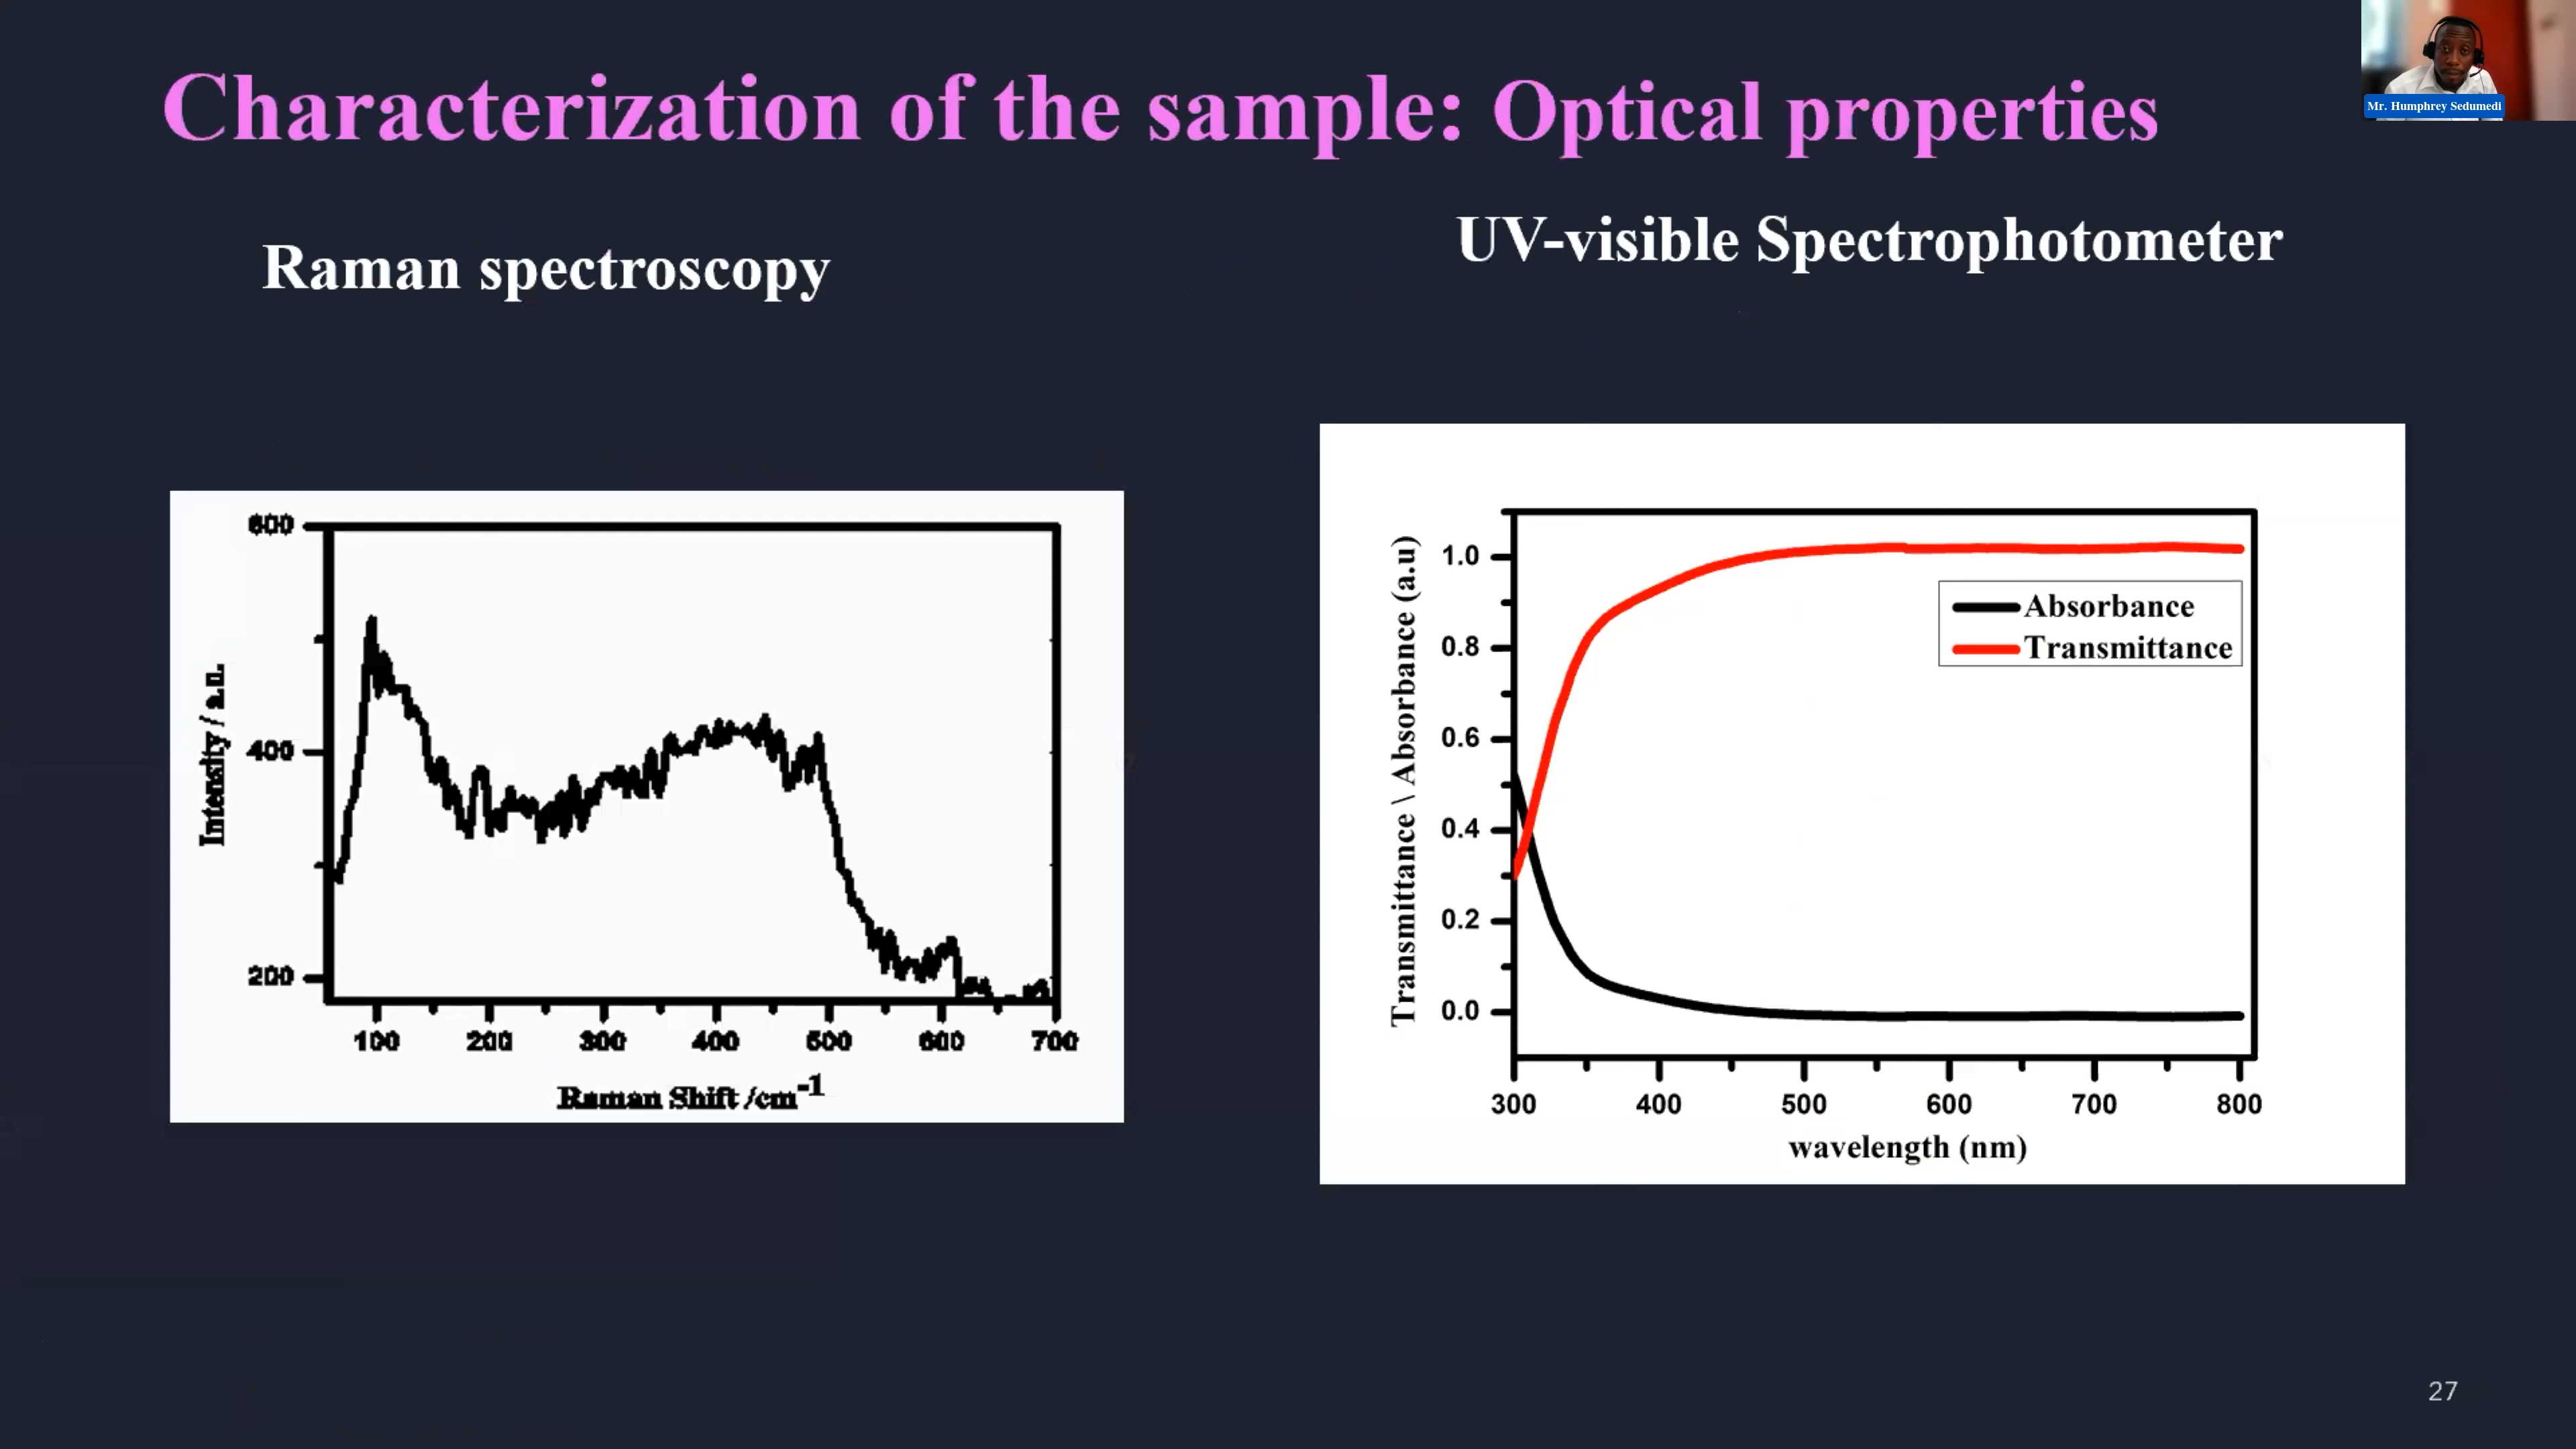 Characterization of the sample: Optical properties
Mr. Humphrey Sedumedi
Raman spectroscopy
UV-visible Spectrophotometer
600
400
200
Intensity / a.u.
100 200 300 400 500 600 700
Raman Shift /cm-1
1.0
0.8
0.6
0.4
0.2
0.0
Transmittance \ Absorbance (a.u)
Absorbance
Transmittance
300 400 500 600 700 800
wavelength (nm)
27